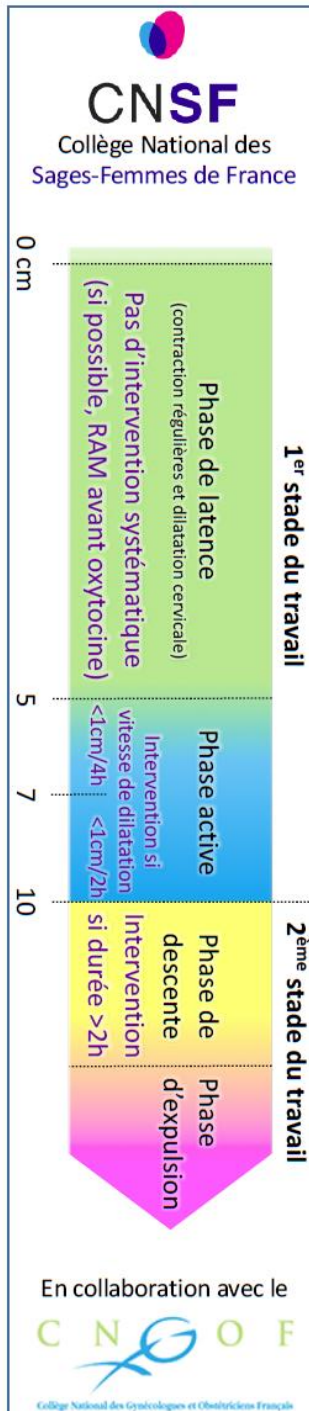 CNSF
Collège National des
Sages-Femmes de France
1er stade du travail
Phase de latence
(contraction régulières et dilatation cervicale)
Pas d'intervention systématique
(si possible, RAM avant oxytocine)
Phase active
Intervention si
vitesse de dilatation
<1cm/4h
<1cm/2h
2ème stade du travail
Phase de
descente
Intervention
si durée >2h
Phase
d'expulsion
0 cm
5
7
10
En collaboration avec le
CNGOF
Collège National des Gynécologues et Obstétriciens Français